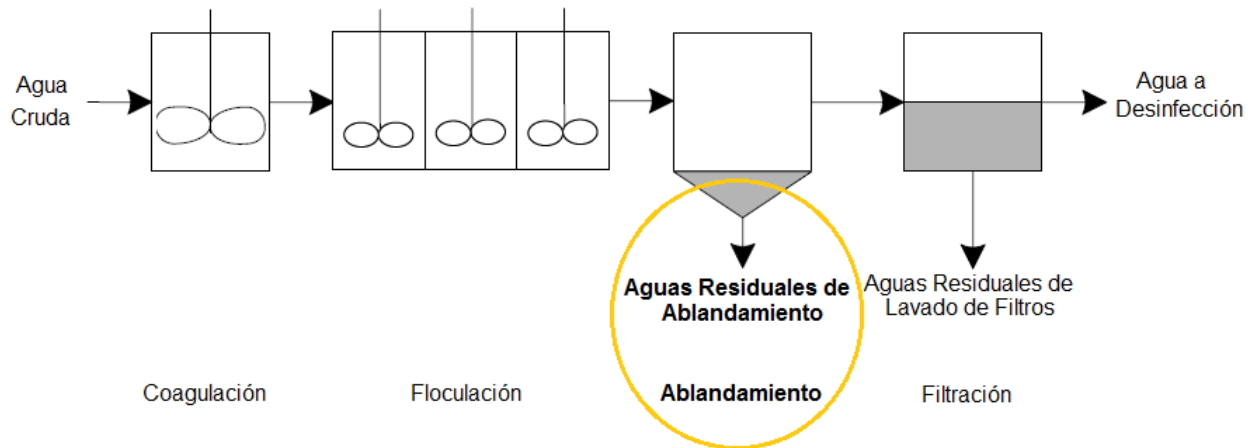 Agua
Cruda
Agua a
Desinfección
Aguas Residuales de
Ablandamiento
Aguas Residuales de
Lavado de Filtros
Coagulación
Floculación
Ablandamiento
Filtración